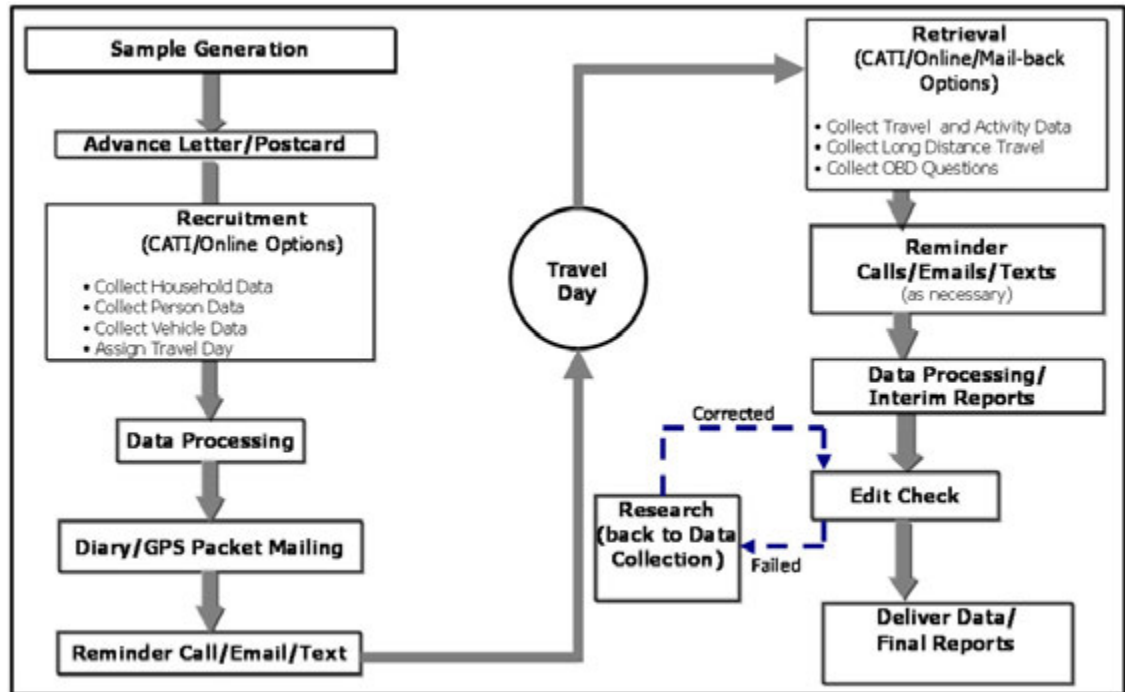 Sample Generation
Advance Letter/Postcard
Recruitment
(CATI/Online Options)
• Collect Household Data
• Collect Person Data
• Collect Vehicle Data
• Assign Travel Day
Data Processing
Diary/GPS Packet Mailing
Reminder Call/Email/Text
Travel
Day
Retrieval
(CATI/Online/Mail-back
Options)
• Collect Travel and Activity Data
• Collect Long Distance Travel
• Collect OBD Questions
Reminder
Calls/Emails/Texts
(as necessary)
Data Processing/
Interim Reports
Corrected
Edit Check
Research
(back to Data
Collection)
Failed
Deliver Data/
Final Reports